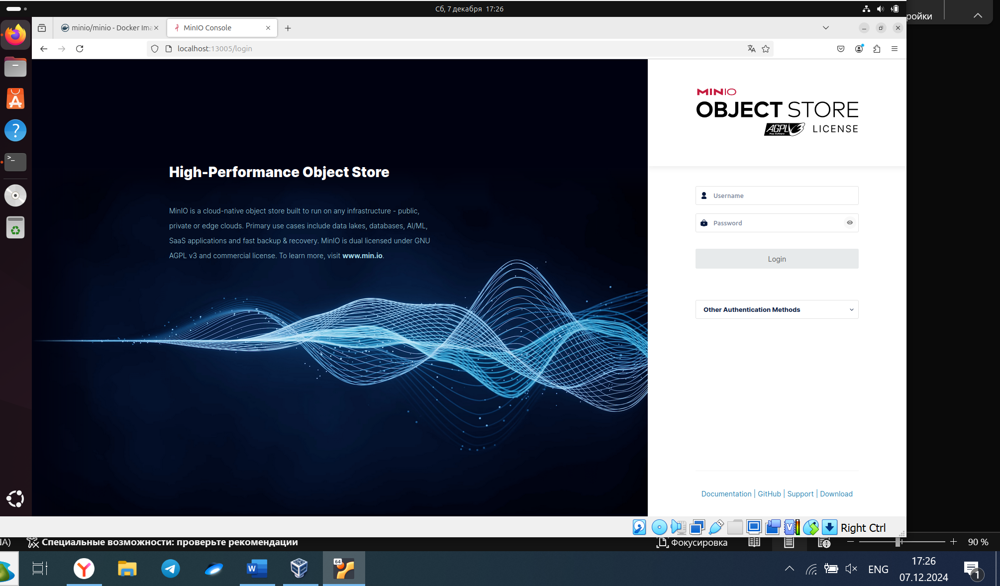 Сб, 7 декабря 17:26
ройки
minio/minio - Docker Ima
MinIO Console
localhost:13005/login
MINIO
OBJECT STORE
AGPL
Free Software
LICENSE
High-Performance Object Store
MinIO is a cloud-native object store built to run on any infrastructure - public,
private or edge clouds. Primary use cases include data lakes, databases, AI/ML,
SaaS applications and fast backup & recovery. MinIO is dual licensed under GNU
AGPL v3 and commercial license. To learn more, visit www.min.io.
Username
Password
Login
Other Authentication Methods
Documentation | GitHub | Support | Download
Right Ctrl
IA)
Специальные возможности: проверьте рекомендации
Фокусировка
90 %
64
ENG
17:26
07.12.2024
1